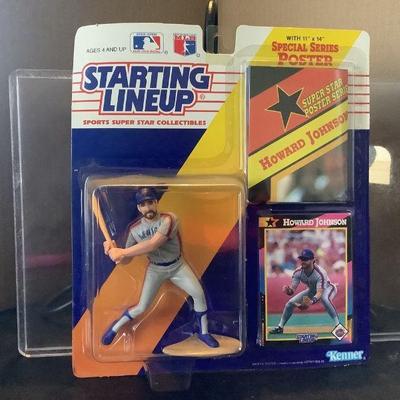 AGES 4 AND UP
MLB
WITH 11" x 14"
SPECIAL SERIES
POSTER
STARTING
LINEUP®
SPORTS SUPER STAR COLLECTIBLES
SUPER STAR
POSTER SERIES
HOWARD JOHNSON
HOWARD JOHNSON
Kenner